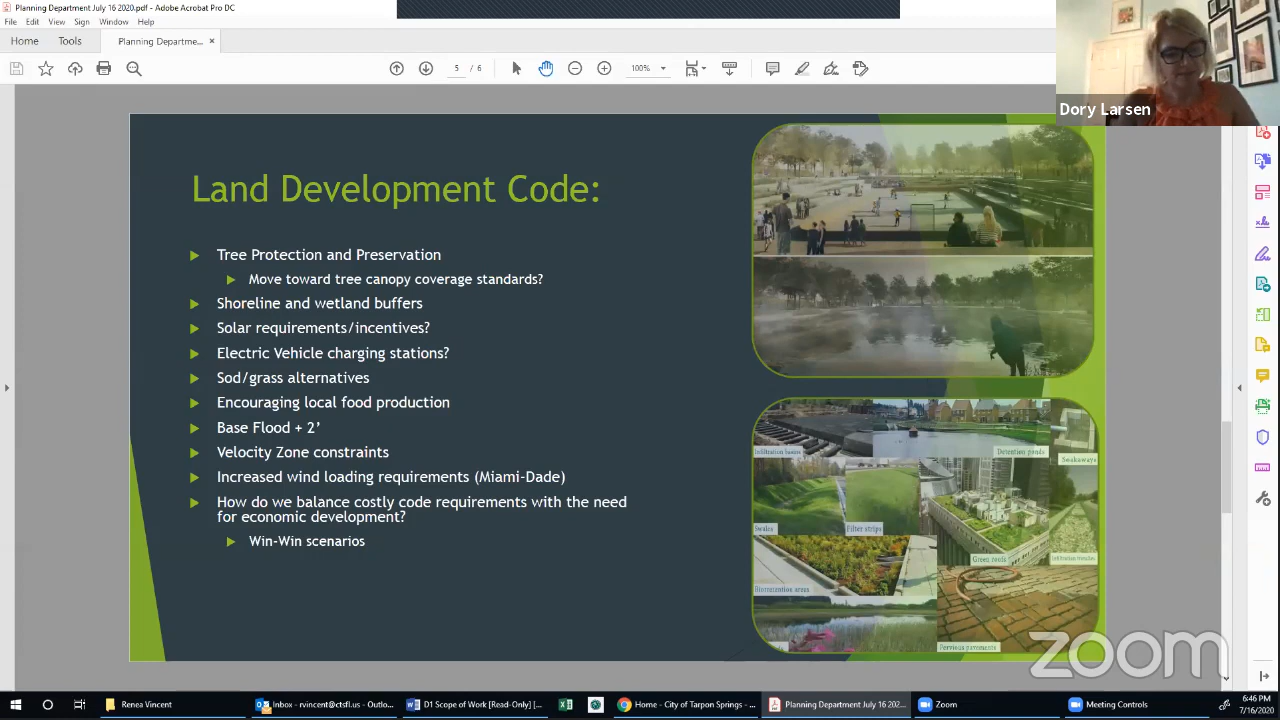 Planning Department July 16 2020.pdf - Adobe Acrobat Pro DC
File Edit View Sign Window Help
Home Tools Planning Departme... ×
5 / 6 100%
Dory Larsen
Land Development Code:
Tree Protection and Preservation
Move toward tree canopy coverage standards?
Shoreline and wetland buffers
Solar requirements/incentives?
Electric Vehicle charging stations?
Sod/grass alternatives
Encouraging local food production
Base Flood + 2'
Velocity Zone constraints
Increased wind loading requirements (Miami-Dade)
How do we balance costly code requirements with the need
for economic development?
Win-Win scenarios
Infiltration basins
Detention ponds
Soakaways
Swales
Filter strips
Green roofs
Infiltration trenches
Bioretention areas
Pervious pavements
zoom
Renea Vincent
Inbox - rvincent@ctsfl.us - Outlo...
D1 Scope of Work [Read-Only] [...
Home - City of Tarpon Springs - ...
Planning Department July 16 202...
Zoom
Meeting Controls
6:46 PM
7/16/2020